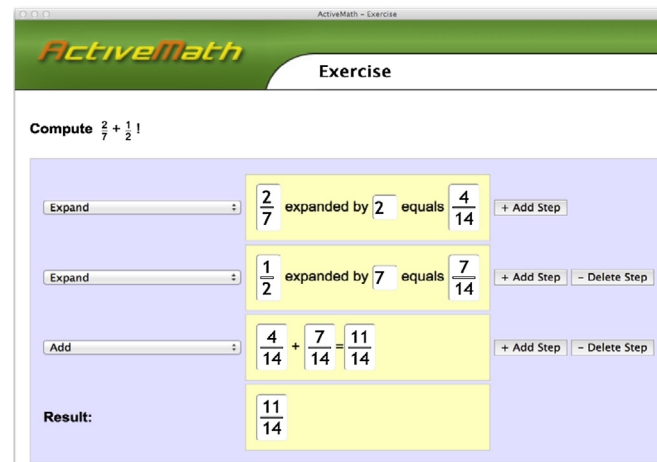 ActiveMath – Exercise
ActiveMath
Exercise
Compute 2/7 + 1/2 !
Expand 2/7 expanded by 2 equals 4/14 + Add Step
Expand 1/2 expanded by 7 equals 7/14 + Add Step – Delete Step
Add 4/14 + 7/14 = 11/14 + Add Step – Delete Step
Result: 11/14